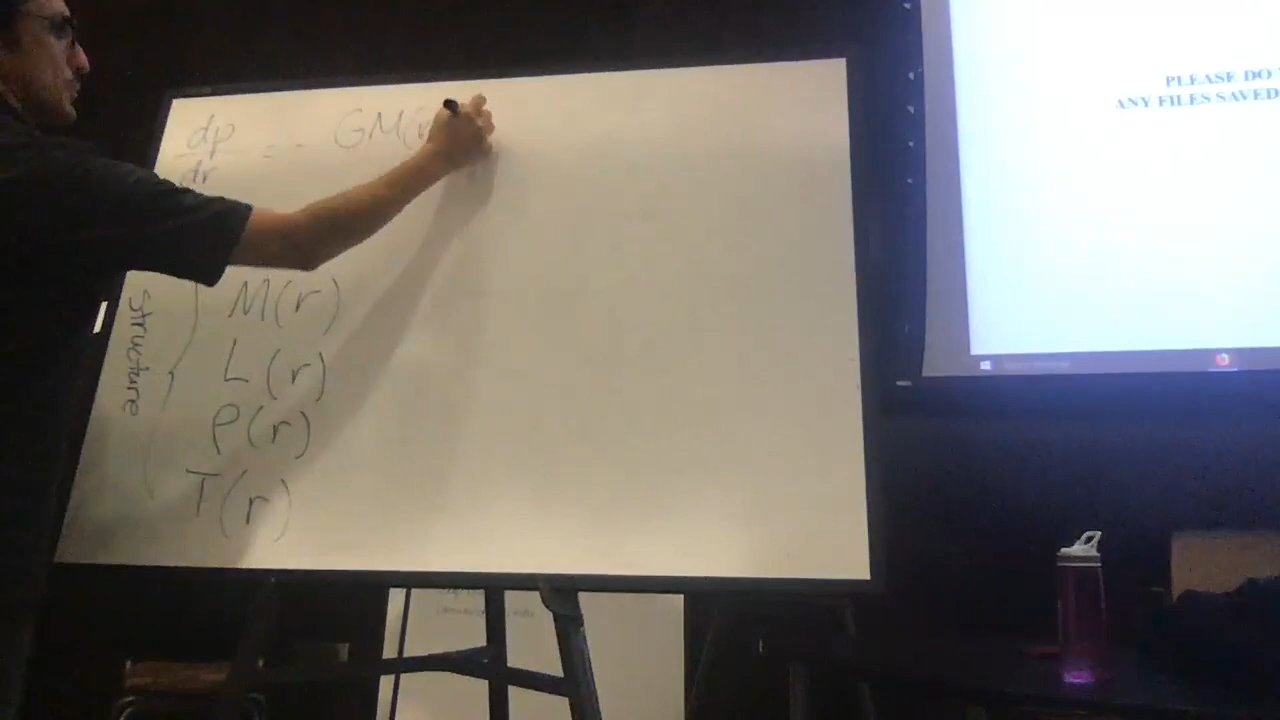 dp/dr = - GM(r
structure
M(r)
L(r)
ρ(r)
T(r)
PLEASE DO
ANY FILES SAVED